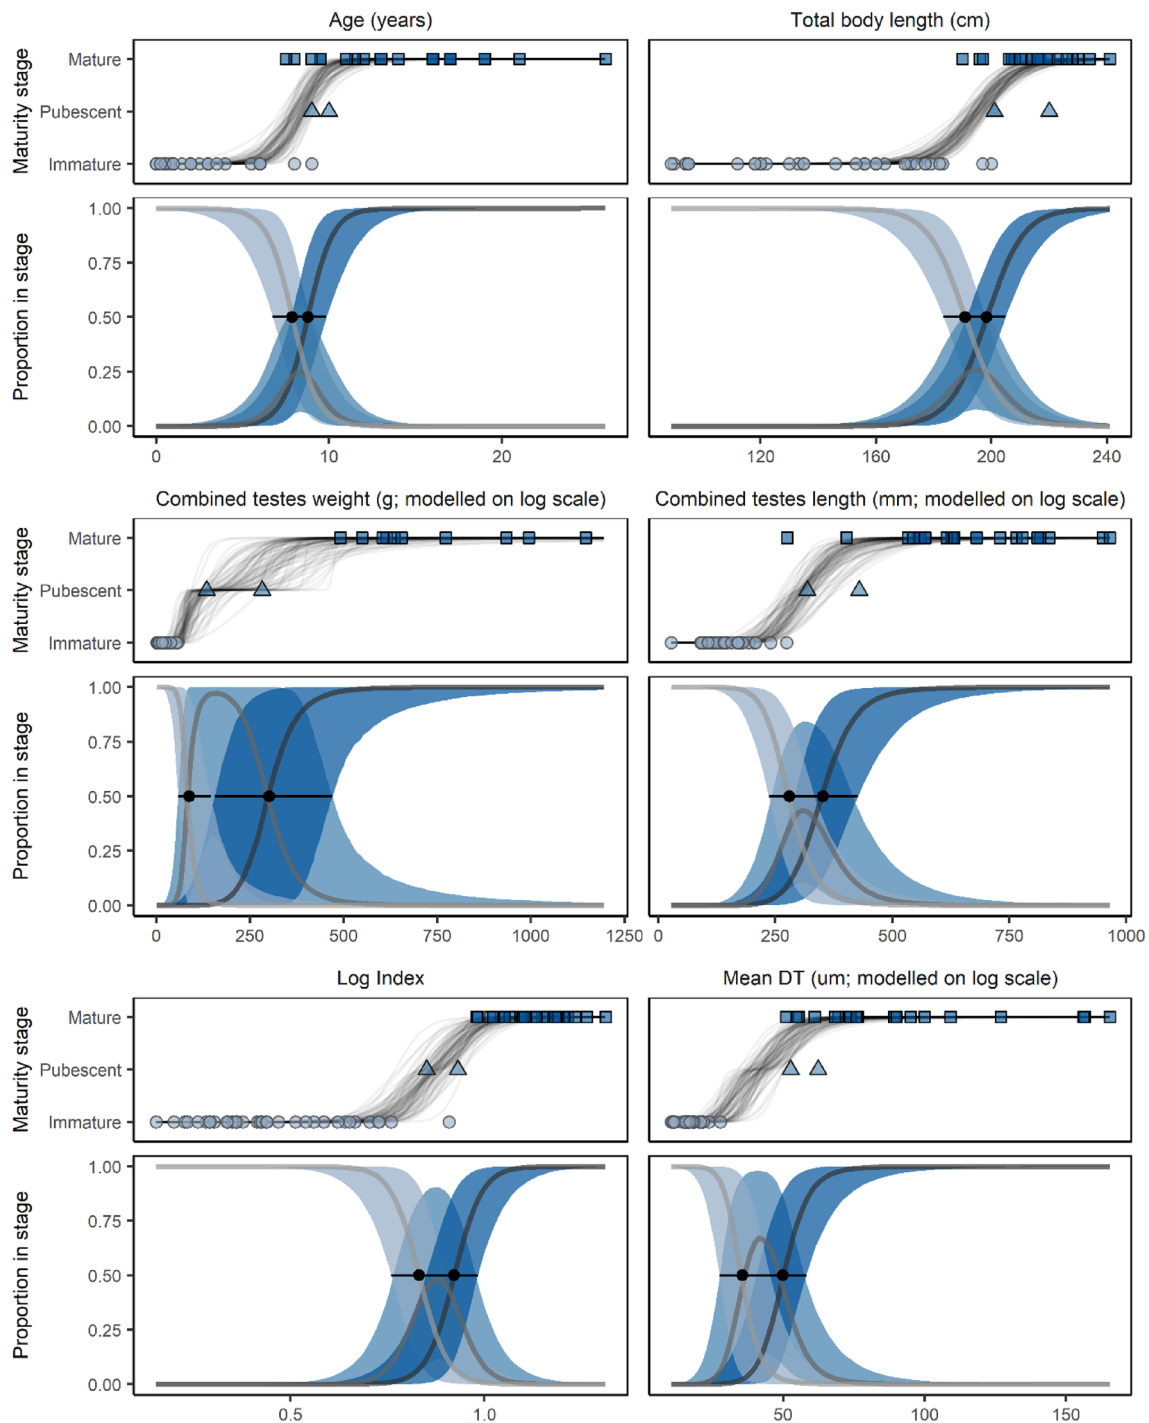 Age (years)
Total body length (cm)
Maturity stage
Mature
Pubescent
Immature
Proportion in stage
1.00
0.75
0.50
0.25
0.00
0
10
20
120
160
200
240
Combined testes weight (g; modelled on log scale)
Combined testes length (mm; modelled on log scale)
Maturity stage
Mature
Pubescent
Immature
Proportion in stage
1.00
0.75
0.50
0.25
0.00
0
250
500
750
1000
1250
0
250
500
750
1000
Log Index
Mean DT (um; modelled on log scale)
Maturity stage
Mature
Pubescent
Immature
Proportion in stage
1.00
0.75
0.50
0.25
0.00
0.5
1.0
50
100
150